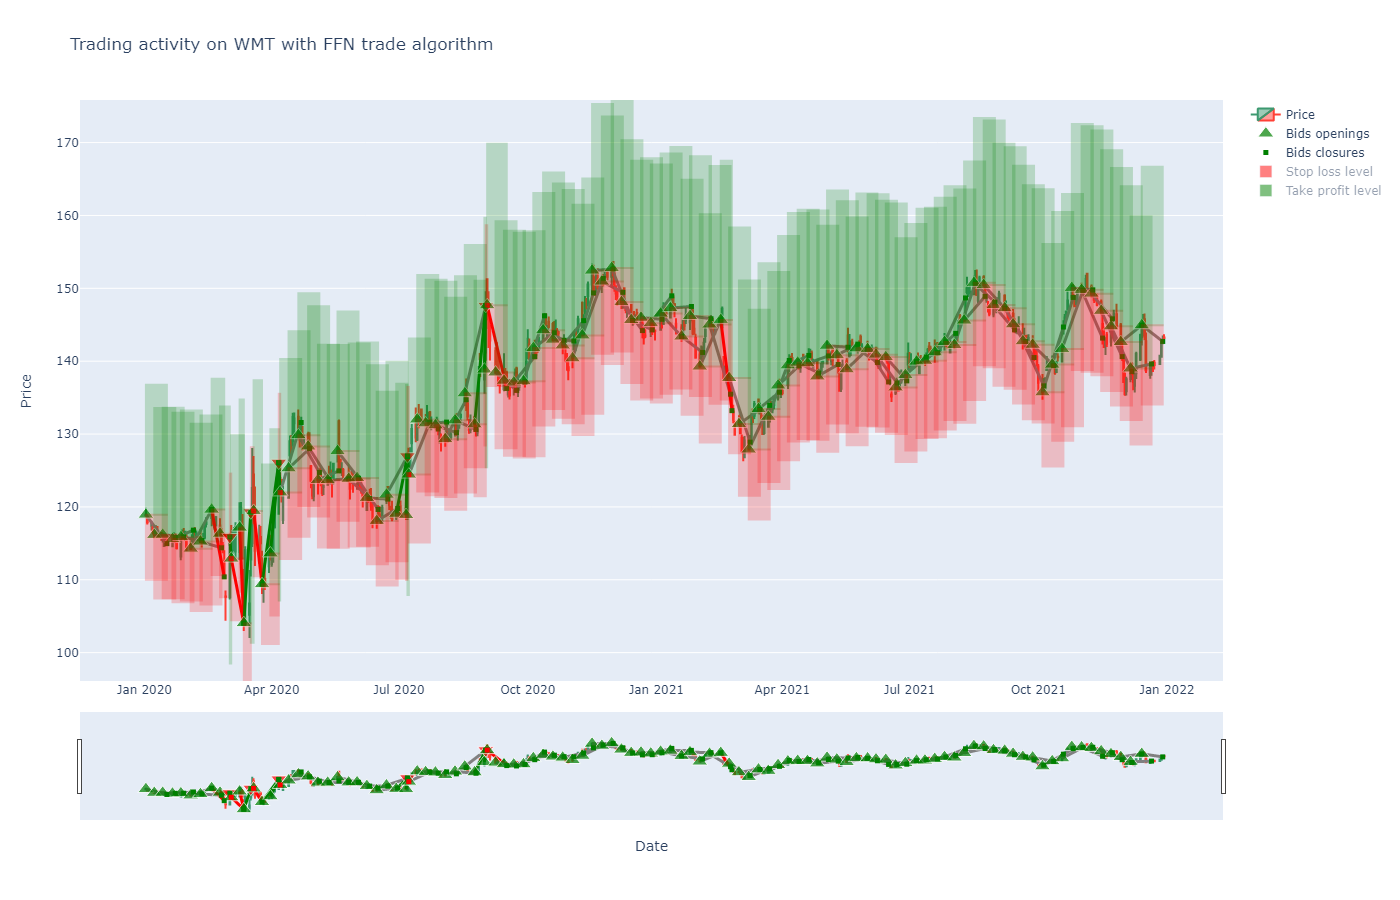 Trading activity on WMT with FFN trade algorithm
Price
Bids openings
Bids closures
Stop loss level
Take profit level
170
160
150
140
130
120
110
100
Price
Jan 2020
Apr 2020
Jul 2020
Oct 2020
Jan 2021
Apr 2021
Jul 2021
Oct 2021
Jan 2022
Date